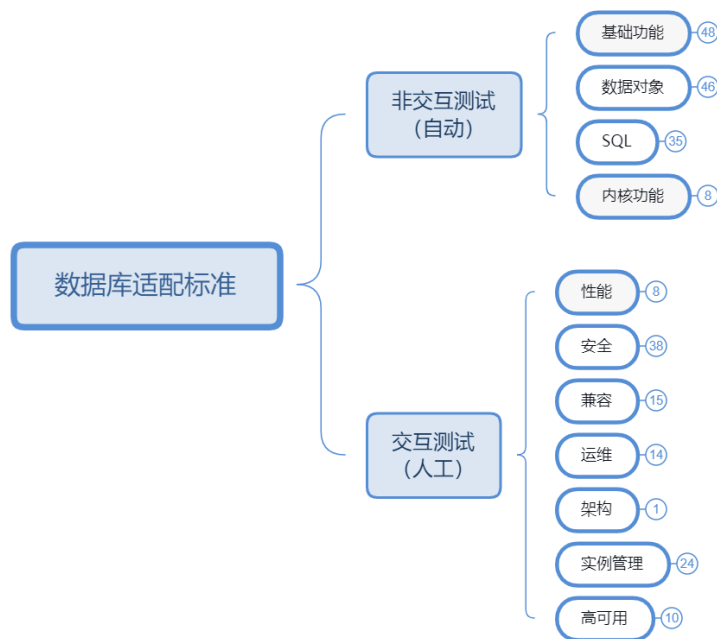 数据库适配标准
非交互测试
（自动）
基础功能 48
数据对象 46
SQL 35
内核功能 8
交互测试
（人工）
性能 8
安全 38
兼容 15
运维 14
架构 1
实例管理 24
高可用 10